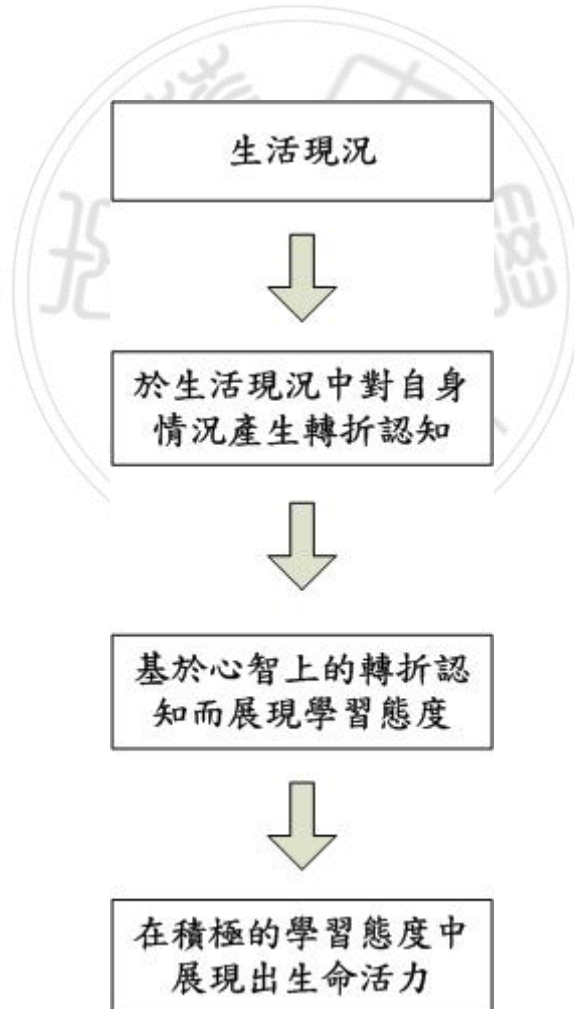 生活現況
於生活現況中對自身
情況產生轉折認知
基於心智上的轉折認
知而展現學習態度
在積極的學習態度中
展現出生命活力